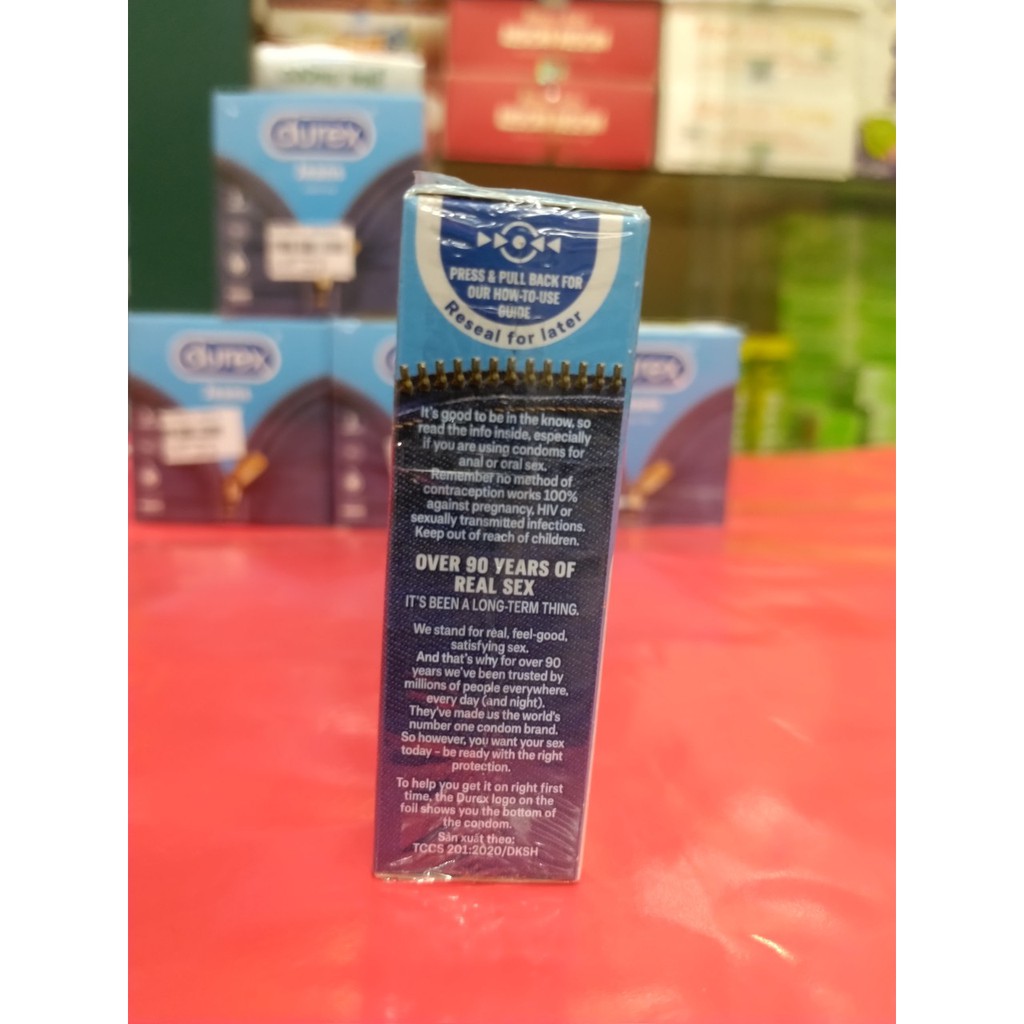 durex
durex
PRESS & PULL BACK FOR
OUR HOW-TO-USE
GUIDE
Reseal for later
It's good to be in the know, so
read the info inside, especially
if you are using condoms for
anal or oral sex.
Remember no method of
contraception works 100%
against pregnancy, HIV or
sexually transmitted infections.
Keep out of reach of children.
OVER 90 YEARS OF
REAL SEX
IT'S BEEN A LONG-TERM THING.
We stand for real, feel-good,
satisfying sex.
And that's why for over 90
years we've been trusted by
millions of people everywhere,
every day (and night).
They've made us the world's
number one condom brand.
So however, you want your sex
today – be ready with the right
protection.
To help you get it on right first
time, the Durex logo on the
foil shows you the bottom of
the condom.
Sản xuất theo:
TCCS 201:2020/DKSH